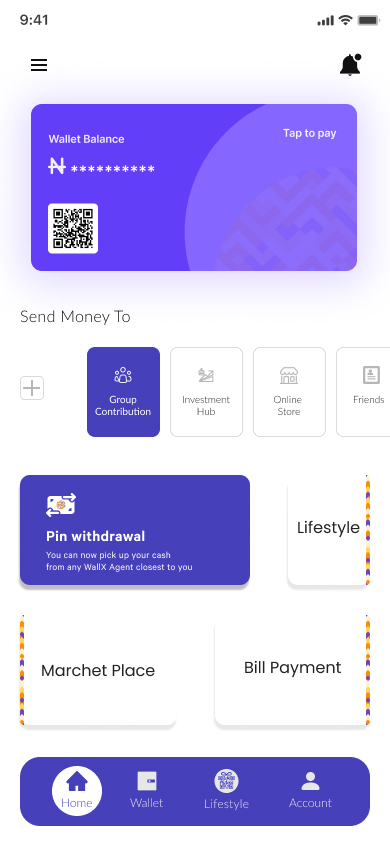 9:41
Wallet Balance
Tap to pay
₦ **********
Send Money To
Group
Contribution
Investment
Hub
Online
Store
Friends
Pin withdrawal
You can now pick up your cash
from any WallX Agent closest to you
Lifestyle
Marchet Place
Bill Payment
Home
Wallet
Lifestyle
Account